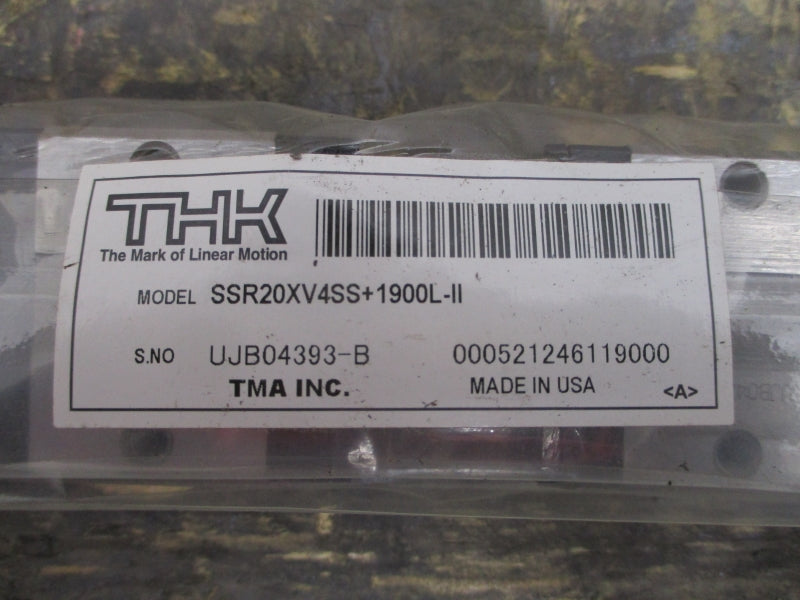 THK
The Mark of Linear Motion
MODEL SSR20XV4SS+1900L-II
S.NO UJB04393-B 000521246119000
TMA INC. MADE IN USA <A>